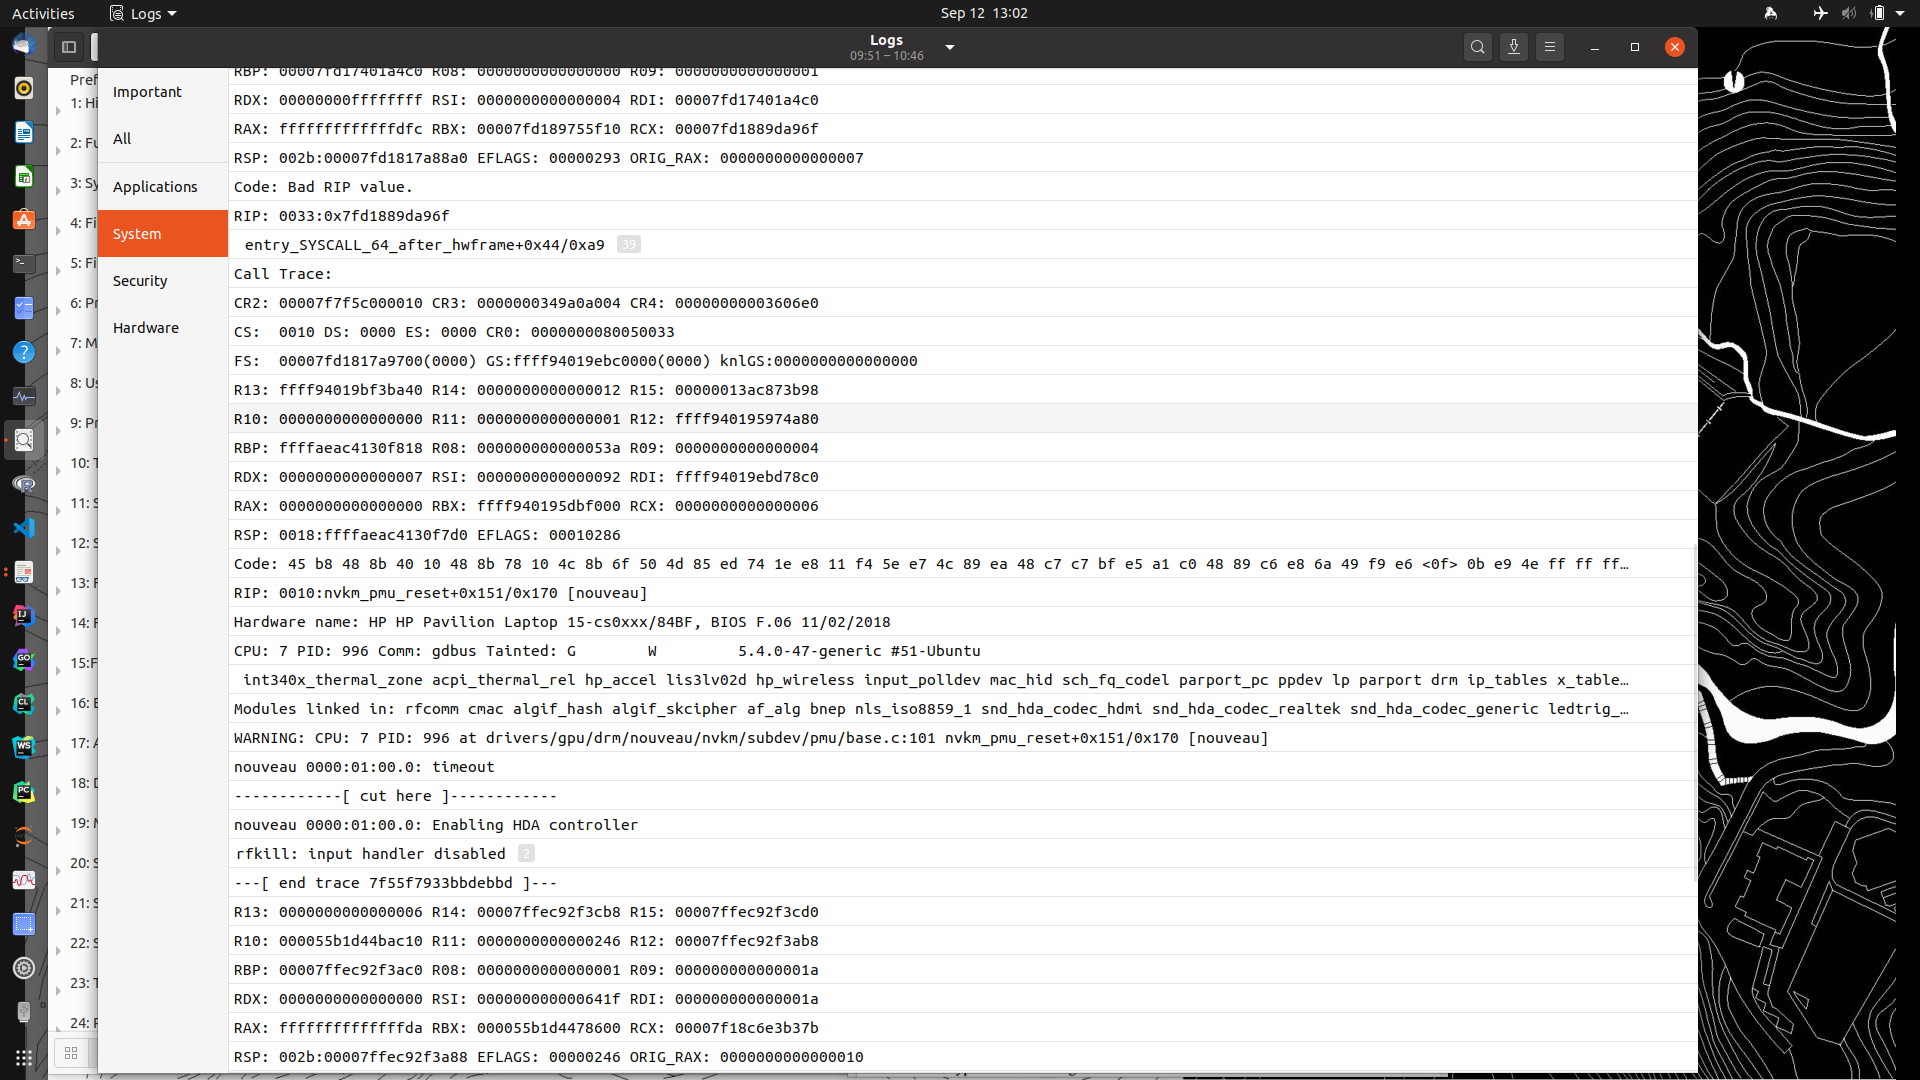 Activities
Logs
Sep 12 13:02
Logs
09:51 – 10:46
Pref
1: Hi
2: Fu
3: Sy
4: Fi
5: Fi
6: Pr
7: M
8: Us
9: Pr
10: T
11: S
12: S
13: F
14: F
15:F
16: E
17: A
18: D
19: M
20: S
21: S
22: S
23: T
24: F
Important
All
Applications
System
Security
Hardware
RBP: 00007fd17401a4c0 R08: 0000000000000000 R09: 0000000000000001
RDX: 00000000ffffffff RSI: 0000000000000004 RDI: 00007fd17401a4c0
RAX: fffffffffffffdfc RBX: 00007fd189755f10 RCX: 00007fd1889da96f
RSP: 002b:00007fd1817a88a0 EFLAGS: 00000293 ORIG_RAX: 0000000000000007
Code: Bad RIP value.
RIP: 0033:0x7fd1889da96f
entry_SYSCALL_64_after_hwframe+0x44/0xa9 39
Call Trace:
CR2: 00007f7f5c000010 CR3: 0000000349a0a004 CR4: 00000000003606e0
CS:  0010 DS: 0000 ES: 0000 CR0: 0000000080050033
FS:  00007fd1817a9700(0000) GS:ffff94019ebc0000(0000) knlGS:0000000000000000
R13: ffff94019bf3ba40 R14: 0000000000000012 R15: 00000013ac873b98
R10: 0000000000000000 R11: 0000000000000001 R12: ffff940195974a80
RBP: ffffaeac4130f818 R08: 000000000000053a R09: 0000000000000004
RDX: 0000000000000007 RSI: 0000000000000092 RDI: ffff94019ebd78c0
RAX: 0000000000000000 RBX: ffff940195dbf000 RCX: 0000000000000006
RSP: 0018:ffffaeac4130f7d0 EFLAGS: 00010286
Code: 45 b8 48 8b 40 10 48 8b 78 10 4c 8b 6f 50 4d 85 ed 74 1e e8 11 f4 5e e7 4c 89 ea 48 c7 c7 bf e5 a1 c0 48 89 c6 e8 6a 49 f9 e6 <0f> 0b e9 4e ff ff ff…
RIP: 0010:nvkm_pmu_reset+0x151/0x170 [nouveau]
Hardware name: HP HP Pavilion Laptop 15-cs0xxx/84BF, BIOS F.06 11/02/2018
CPU: 7 PID: 996 Comm: gdbus Tainted: G        W         5.4.0-47-generic #51-Ubuntu
int340x_thermal_zone acpi_thermal_rel hp_accel lis3lv02d hp_wireless input_polldev mac_hid sch_fq_codel parport_pc ppdev lp parport drm ip_tables x_table…
Modules linked in: rfcomm cmac algif_hash algif_skcipher af_alg bnep nls_iso8859_1 snd_hda_codec_hdmi snd_hda_codec_realtek snd_hda_codec_generic ledtrig_…
WARNING: CPU: 7 PID: 996 at drivers/gpu/drm/nouveau/nvkm/subdev/pmu/base.c:101 nvkm_pmu_reset+0x151/0x170 [nouveau]
nouveau 0000:01:00.0: timeout
------------[ cut here ]------------
nouveau 0000:01:00.0: Enabling HDA controller
rfkill: input handler disabled 2
---[ end trace 7f55f7933bbdebbd ]---
R13: 0000000000000006 R14: 00007ffec92f3cb8 R15: 00007ffec92f3cd0
R10: 000055b1d44bac10 R11: 0000000000000246 R12: 00007ffec92f3ab8
RBP: 00007ffec92f3ac0 R08: 0000000000000001 R09: 000000000000001a
RDX: 0000000000000000 RSI: 000000000000641f RDI: 000000000000001a
RAX: ffffffffffffffda RBX: 000055b1d4478600 RCX: 00007f18c6e3b37b
RSP: 002b:00007ffec92f3a88 EFLAGS: 00000246 ORIG_RAX: 0000000000000010